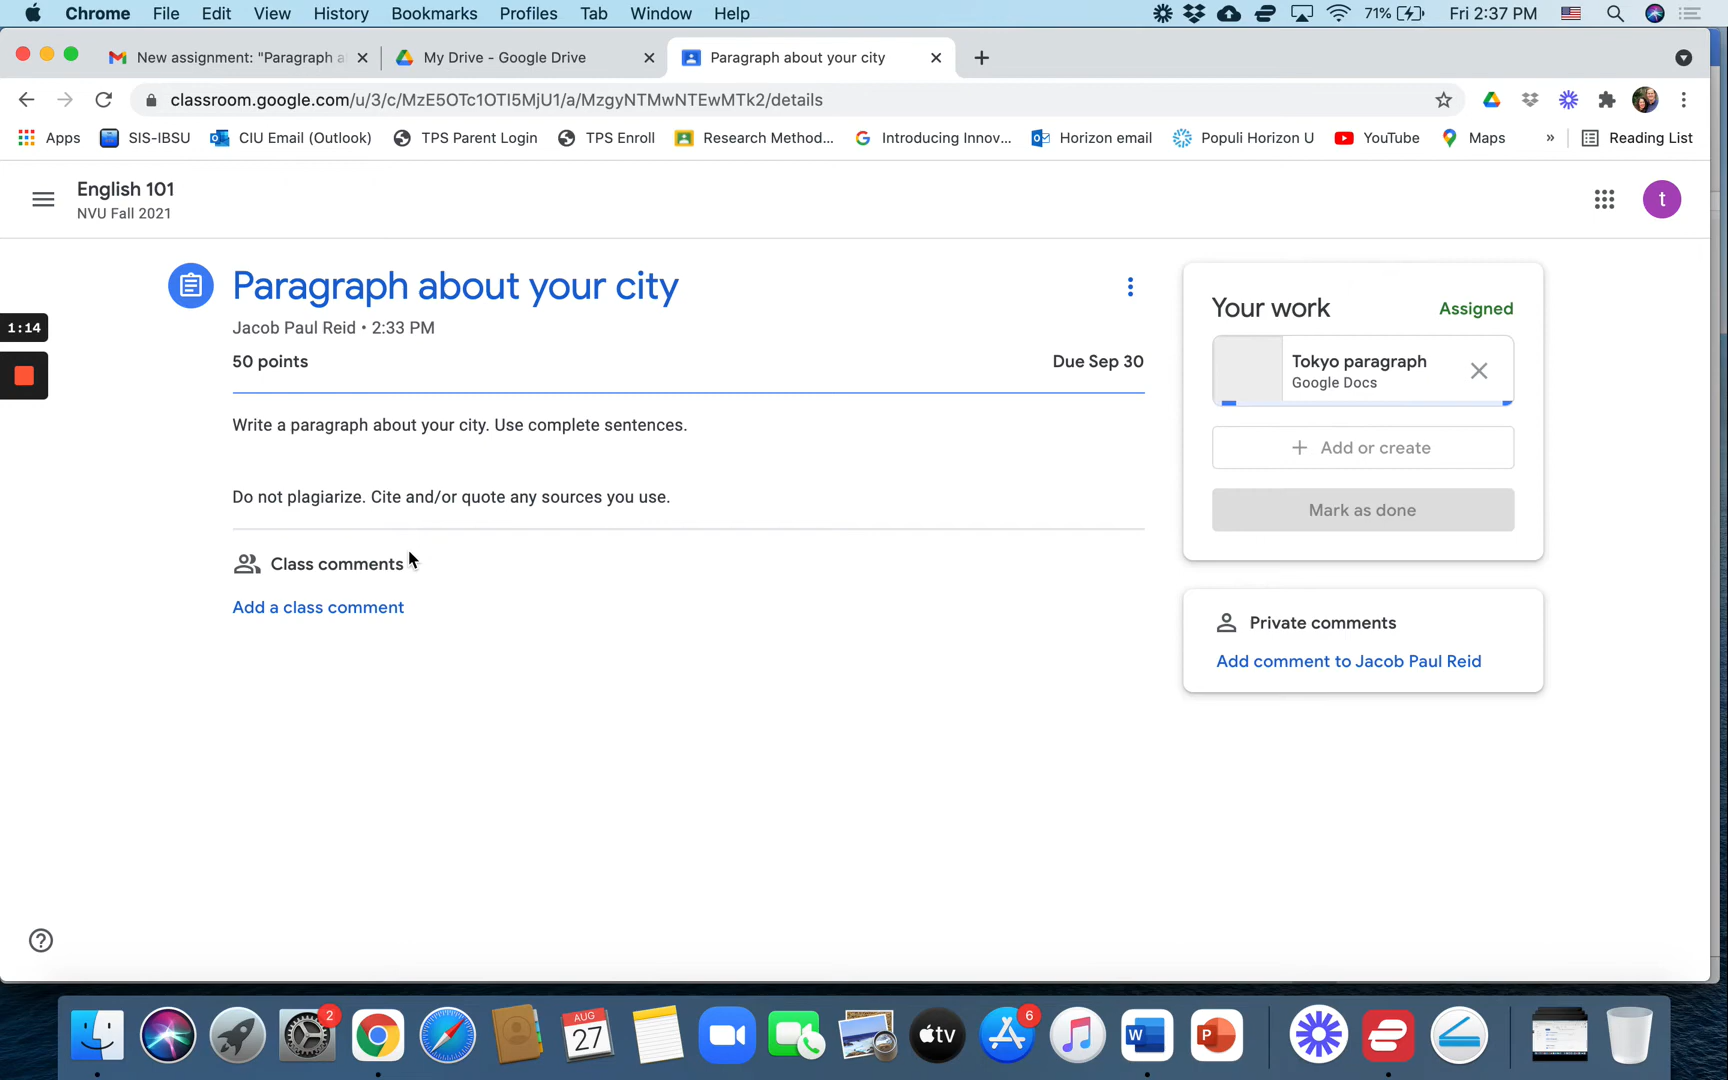 Chrome File Edit View History Bookmarks Profiles Tab Window Help 71% Fri 2:37 PM
New assignment: "Paragraph a My Drive - Google Drive Paragraph about your city
classroom.google.com/u/3/c/MzE5OTc1OTI5MjU1/a/MzgyNTMwNTEwMTk2/details
Apps SIS-IBSU CIU Email (Outlook) TPS Parent Login TPS Enroll Research Method... Introducing Innov... Horizon email Populi Horizon U YouTube Maps » Reading List
English 101
NVU Fall 2021
t
Paragraph about your city
Jacob Paul Reid • 2:33 PM
50 points Due Sep 30
Write a paragraph about your city. Use complete sentences.
Do not plagiarize. Cite and/or quote any sources you use.
Class comments
Add a class comment
1:14
Your work Assigned
Tokyo paragraph
Google Docs
+ Add or create
Mark as done
Private comments
Add comment to Jacob Paul Reid
2
AUG
27
tv
6
W
P